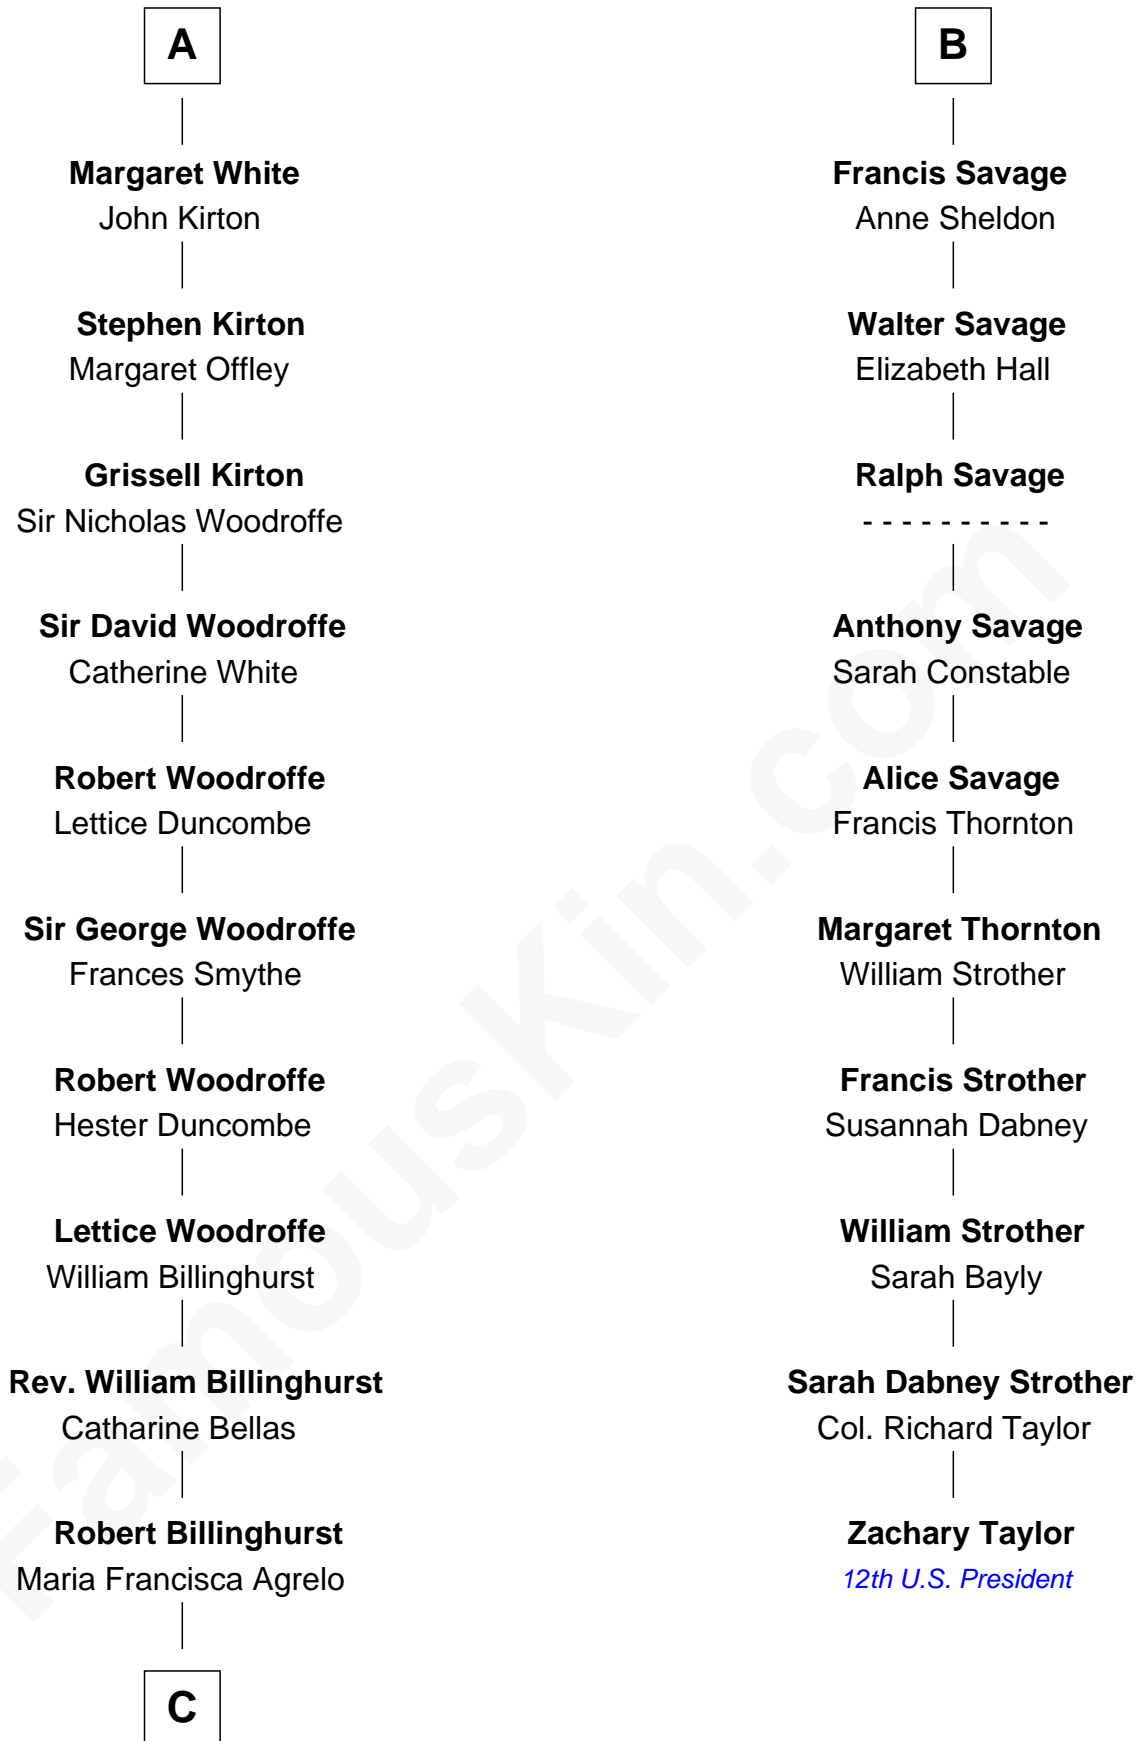 A
Margaret White
John Kirton
Stephen Kirton
Margaret Offley
Grissell Kirton
Sir Nicholas Woodroffe
Sir David Woodroffe
Catherine White
Robert Woodroffe
Lettice Duncombe
Sir George Woodroffe
Frances Smythe
Robert Woodroffe
Hester Duncombe
Lettice Woodroffe
William Billinghurst
Rev. William Billinghurst
Catharine Bellas
Robert Billinghurst
Maria Francisca Agrelo
C
B
Francis Savage
Anne Sheldon
Walter Savage
Elizabeth Hall
Ralph Savage
- - - - - - - - - -
Anthony Savage
Sarah Constable
Alice Savage
Francis Thornton
Margaret Thornton
William Strother
Francis Strother
Susannah Dabney
William Strother
Sarah Bayly
Sarah Dabney Strother
Col. Richard Taylor
Zachary Taylor
12th U.S. President
FamousKin.com